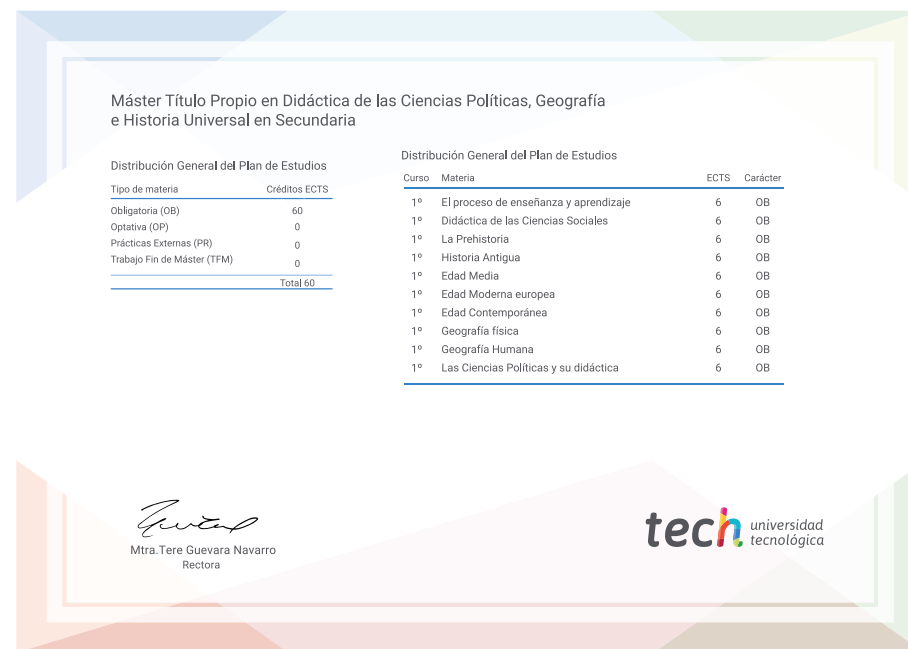 Máster Título Propio en Didáctica de las Ciencias Políticas, Geografía
e Historia Universal en Secundaria
Distribución General del Plan de Estudios
Tipo de materia Créditos ECTS
Obligatoria (OB) 60
Optativa (OP) 0
Prácticas Externas (PR) 0
Trabajo Fin de Máster (TFM) 0
Total 60
Distribución General del Plan de Estudios
Curso Materia ECTS Carácter
1º El proceso de enseñanza y aprendizaje 6 OB
1º Didáctica de las Ciencias Sociales 6 OB
1º La Prehistoria 6 OB
1º Historia Antigua 6 OB
1º Edad Media 6 OB
1º Edad Moderna europea 6 OB
1º Edad Contemporánea 6 OB
1º Geografía física 6 OB
1º Geografía Humana 6 OB
1º Las Ciencias Políticas y su didáctica 6 OB
Mtra.Tere Guevara Navarro
Rectora
tech universidad
tecnológica